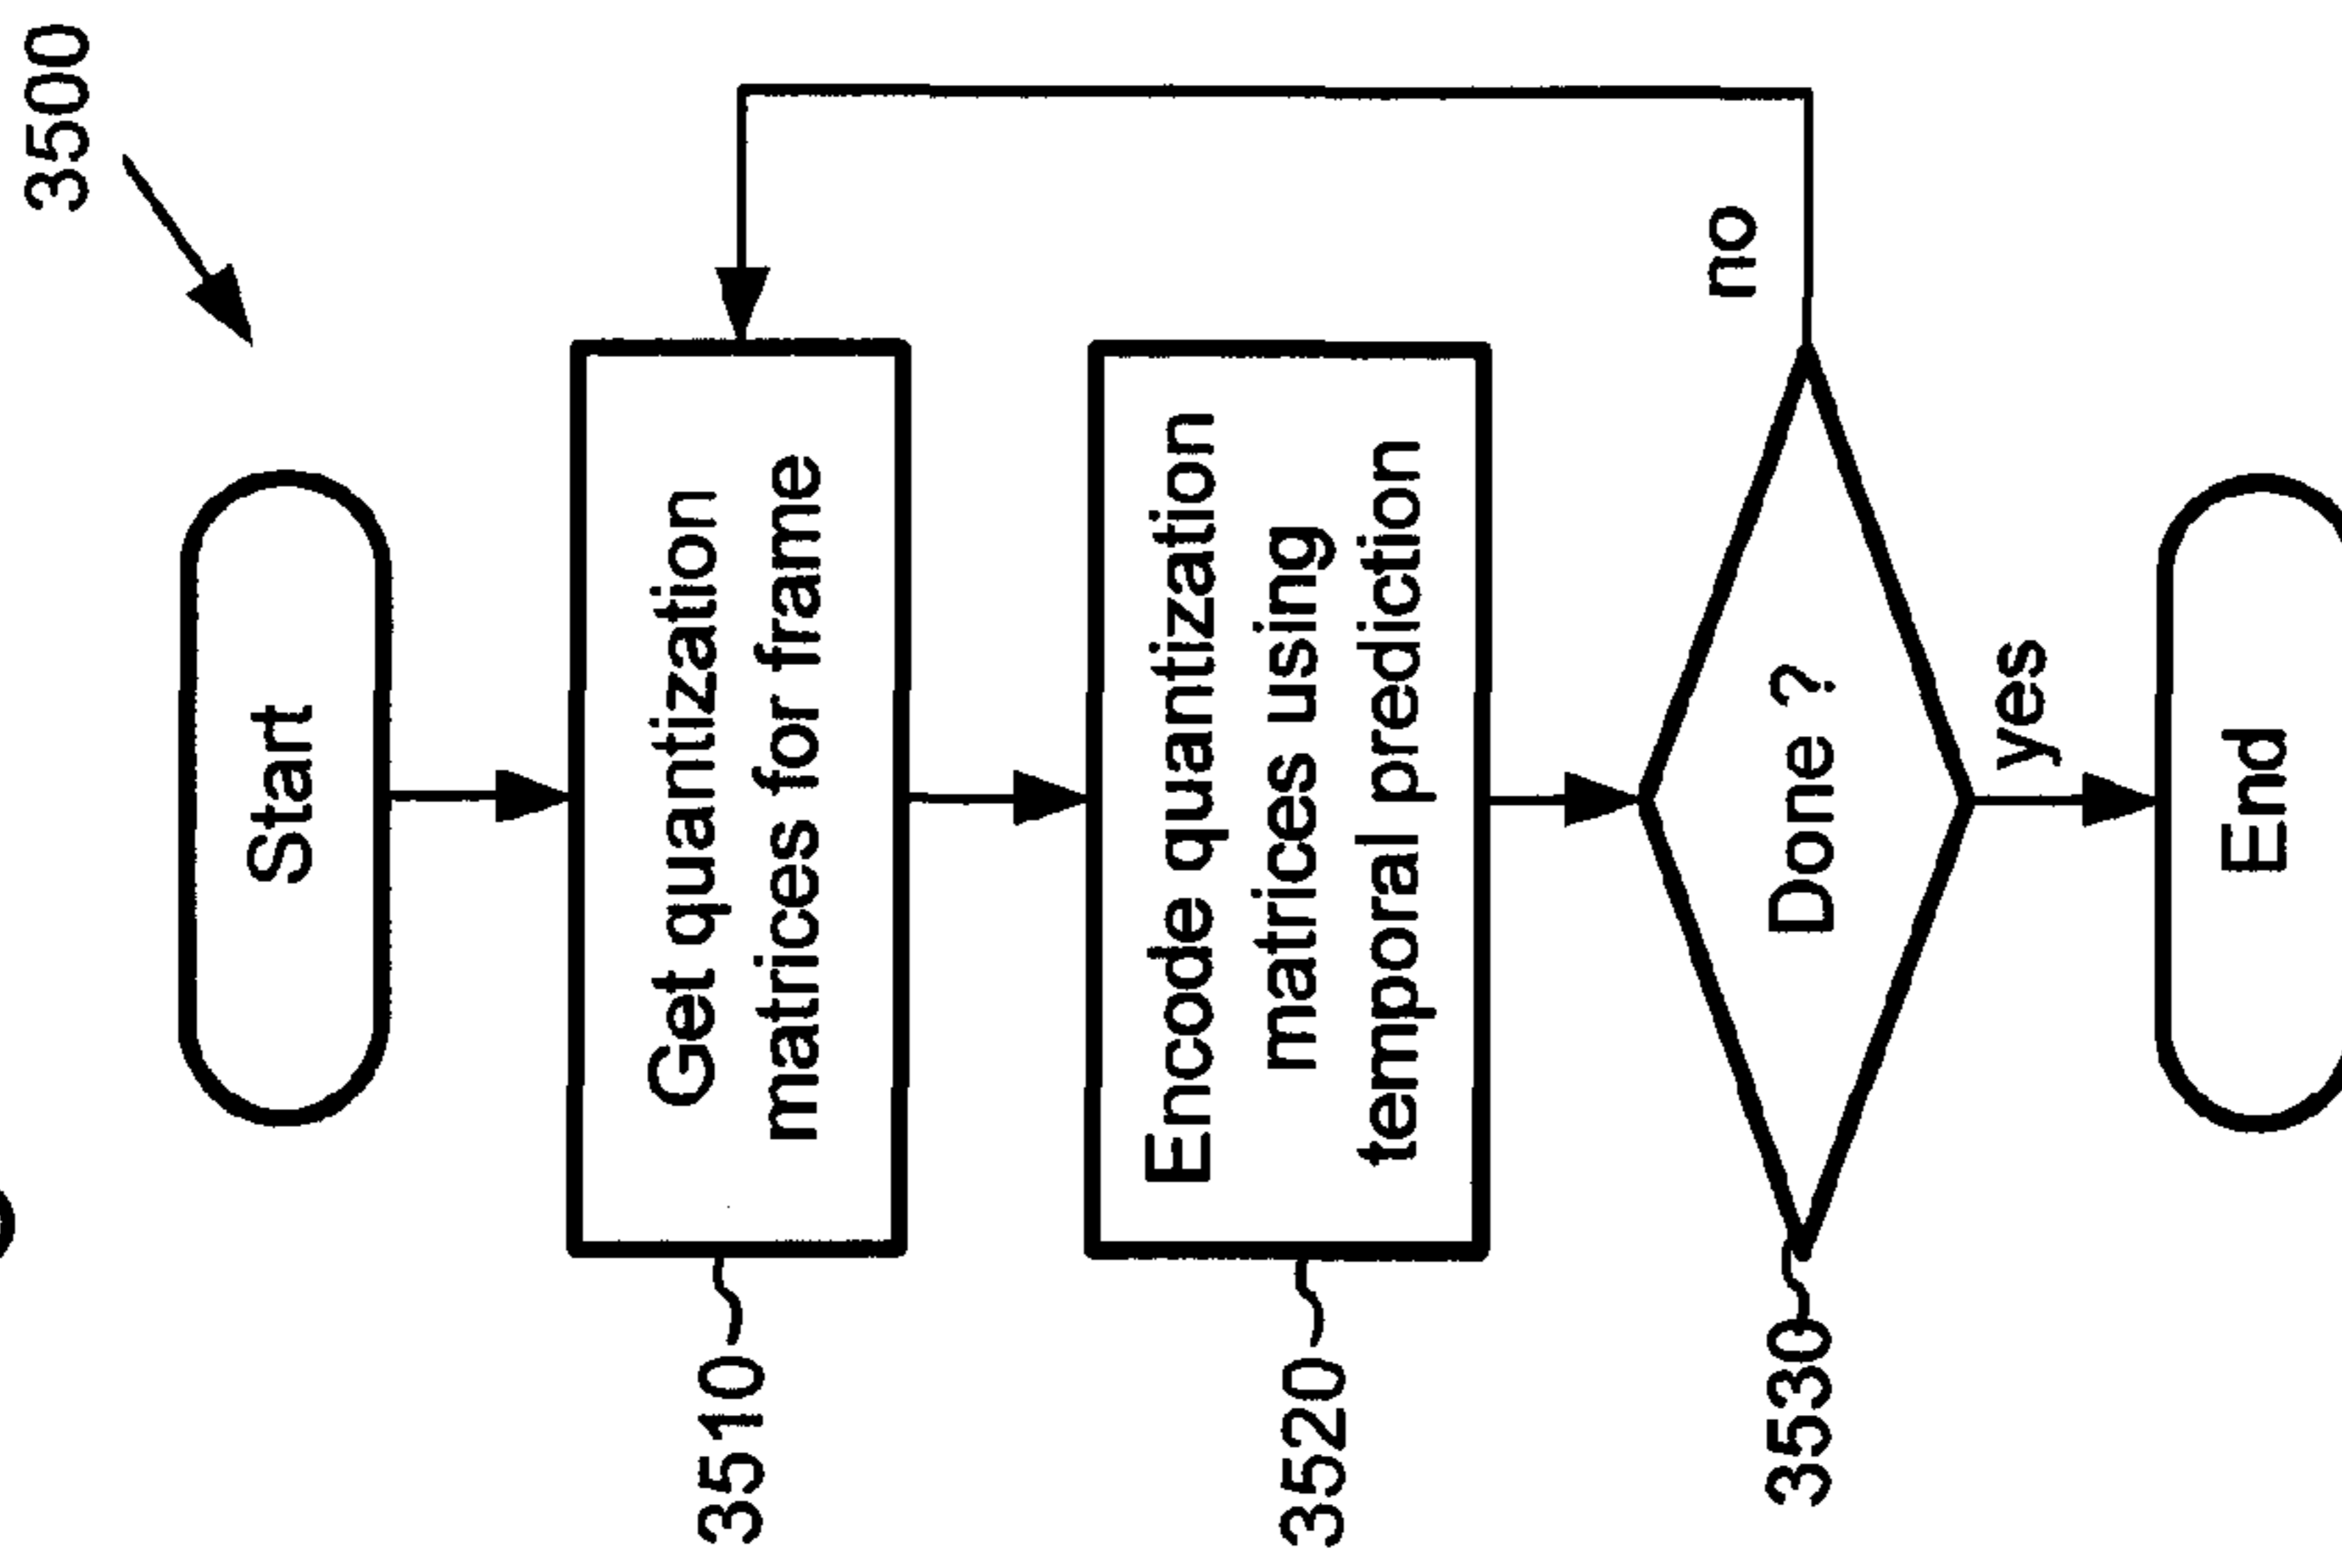 3500
Start
Get quantization
matrices for frame
3510
Encode quantization
matrices using
temporal prediction
3520
Done ?
no
3530
yes
End